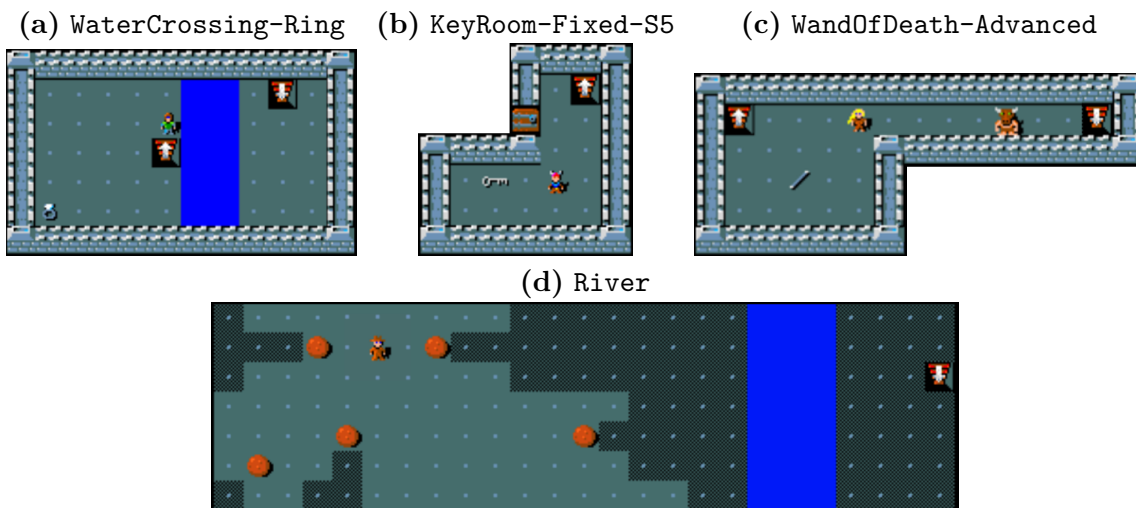 (a) WaterCrossing-Ring
(b) KeyRoom-Fixed-S5
(c) WandOfDeath-Advanced
(d) River